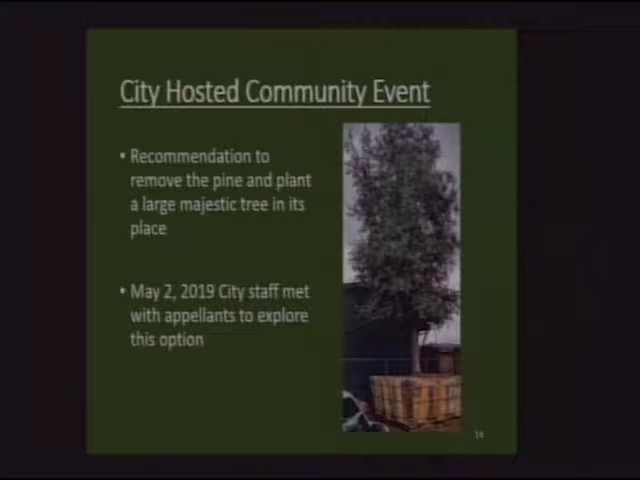 City Hosted Community Event
• Recommendation to
remove the pine and plant
a large majestic tree in its
place
• May 2, 2019 City staff met
with appellants to explore
this option